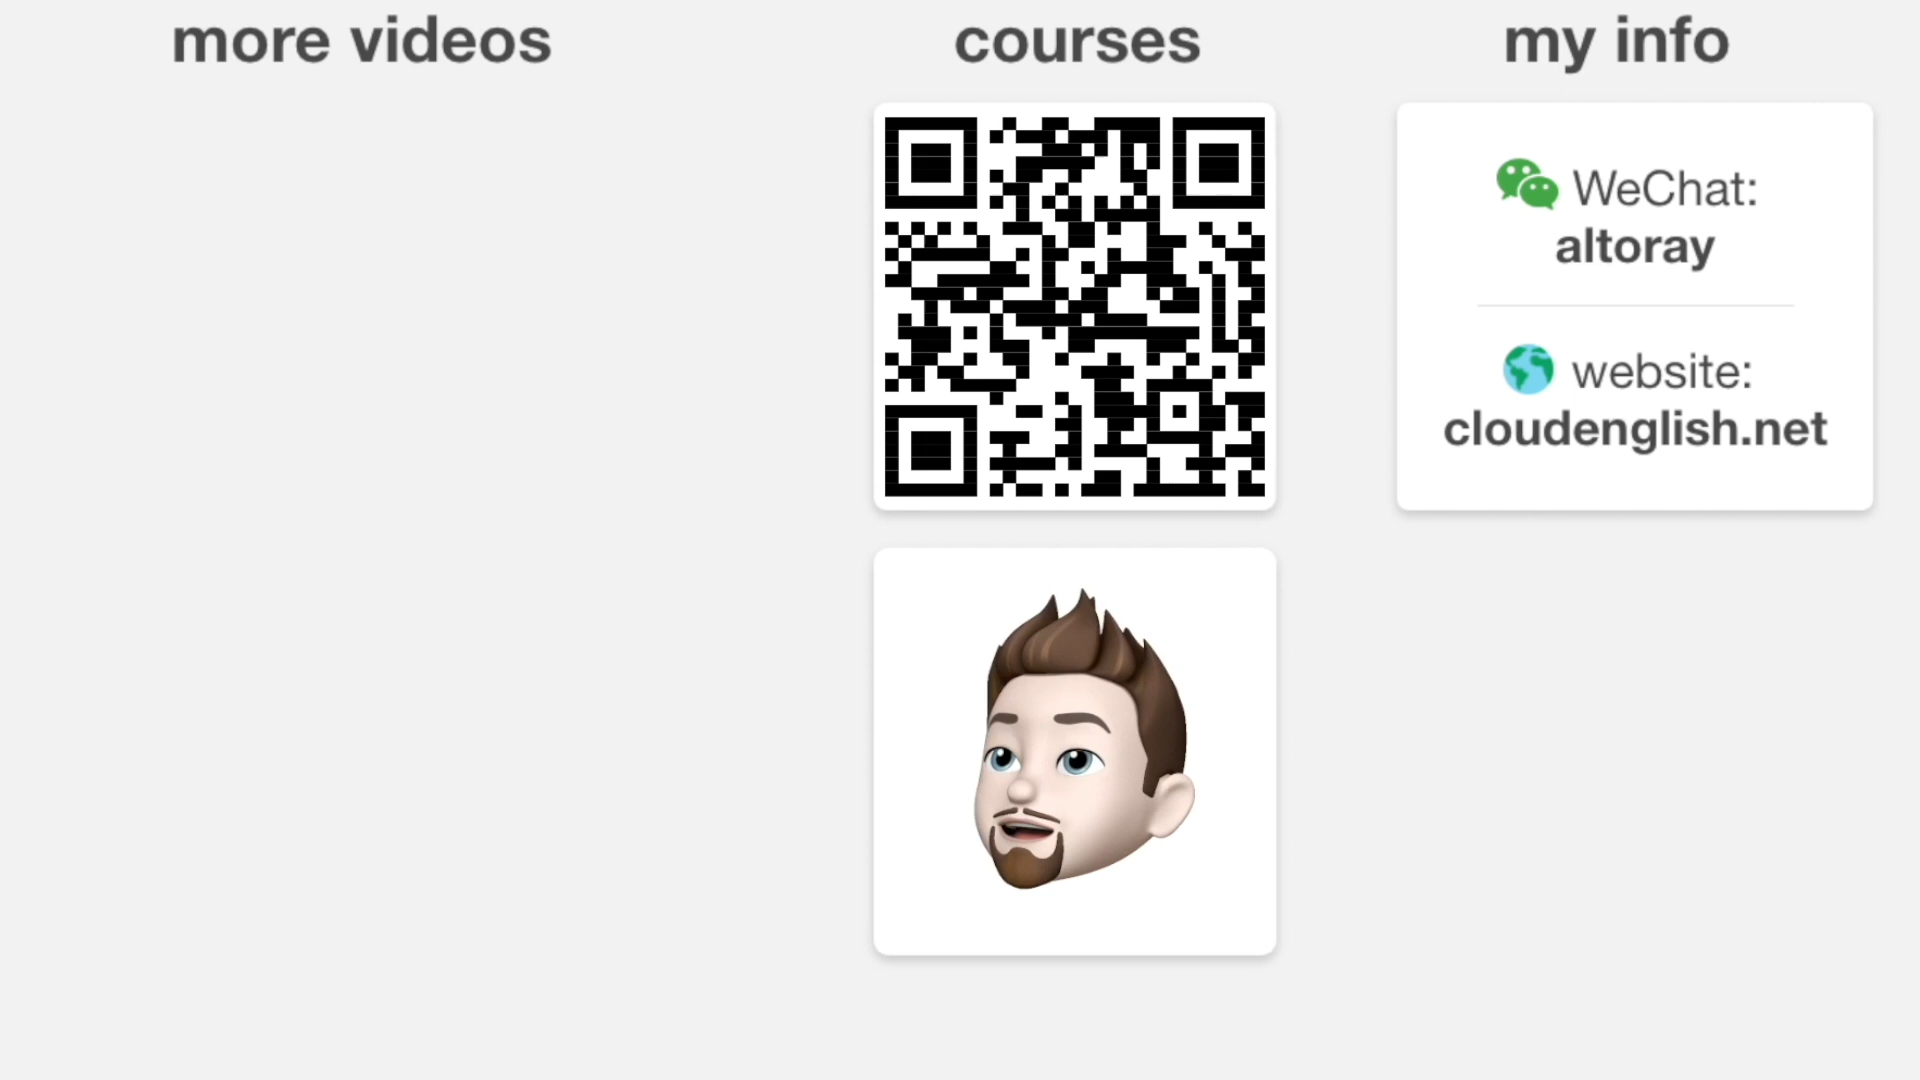 more videos
courses
my info
WeChat:
altoray
website:
cloudenglish.net